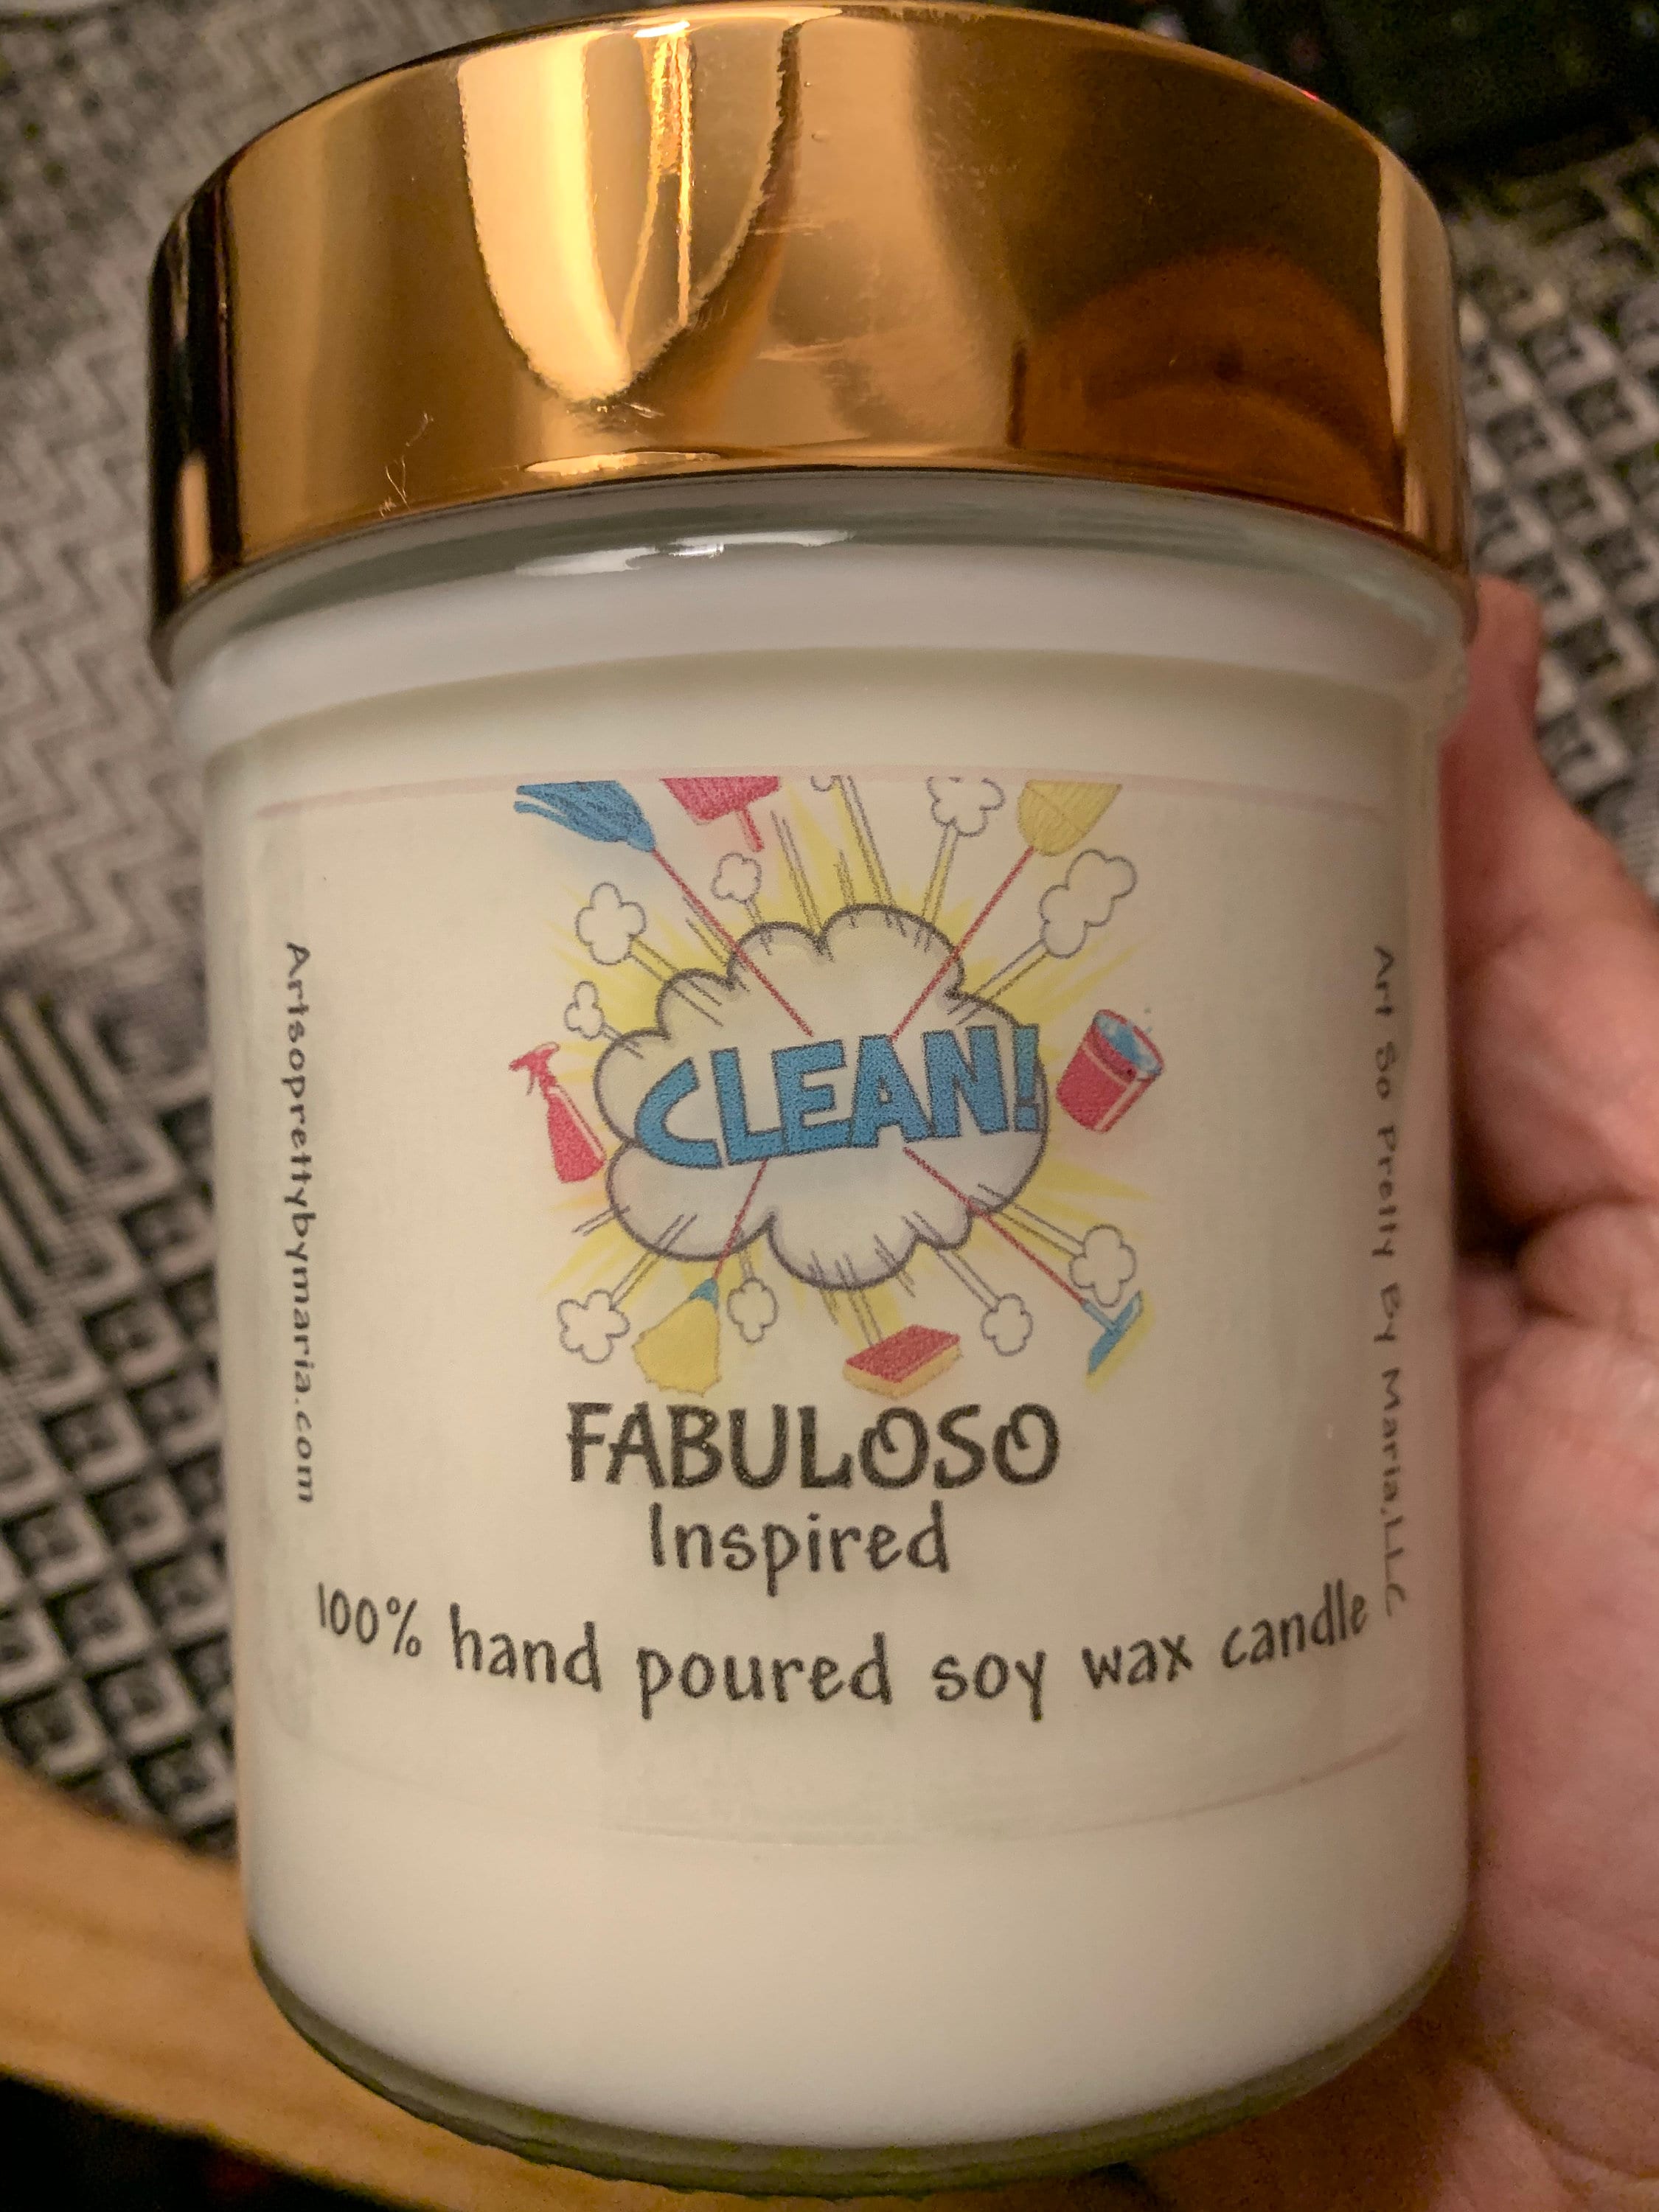 CLEAN!
FABULOSO
Inspired
100% hand poured soy wax candle
Artsoprettybymaria.com
Art So Pretty By Maria,LLC